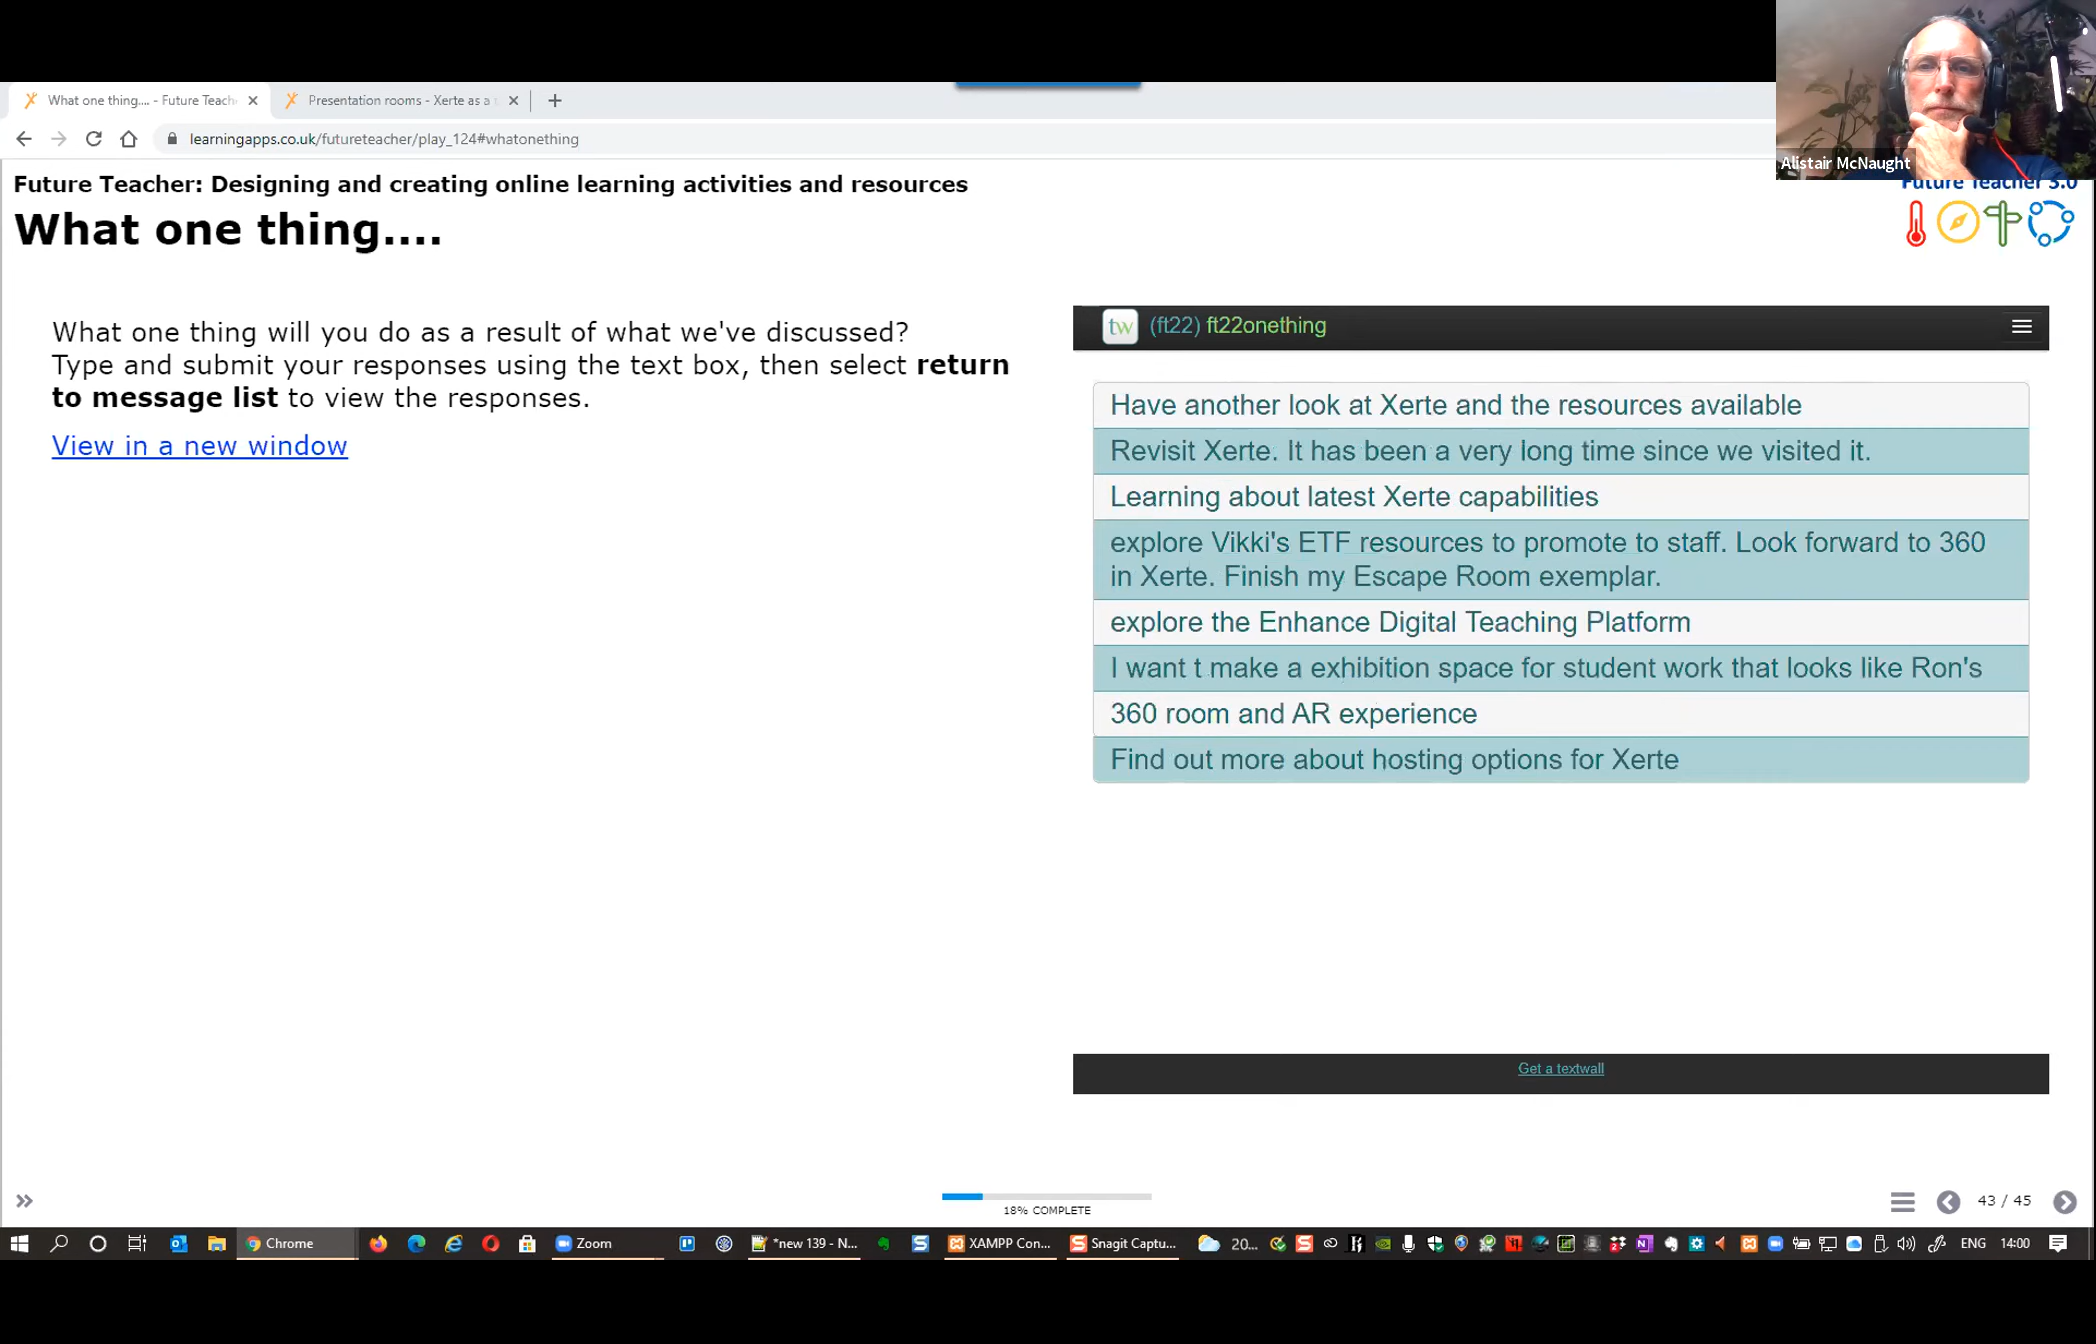 What one thing.... - Future Teach
Presentation rooms - Xerte as a
learningapps.co.uk/futureteacher/play_124#whatonething
Alistair McNaught
Future Teacher: Designing and creating online learning activities and resources
Future Teacher 3.0
What one thing....
What one thing will you do as a result of what we've discussed?
Type and submit your responses using the text box, then select return
to message list to view the responses.
View in a new window
tw (ft22) ft22onething
Have another look at Xerte and the resources available
Revisit Xerte. It has been a very long time since we visited it.
Learning about latest Xerte capabilities
explore Vikki's ETF resources to promote to staff. Look forward to 360
in Xerte. Finish my Escape Room exemplar.
explore the Enhance Digital Teaching Platform
I want t make a exhibition space for student work that looks like Ron's
360 room and AR experience
Find out more about hosting options for Xerte
Get a textwall
18% COMPLETE
43 / 45
Chrome
Zoom
*new 139 - N...
XAMPP Con...
Snagit Captu...
20...
ENG
14:00